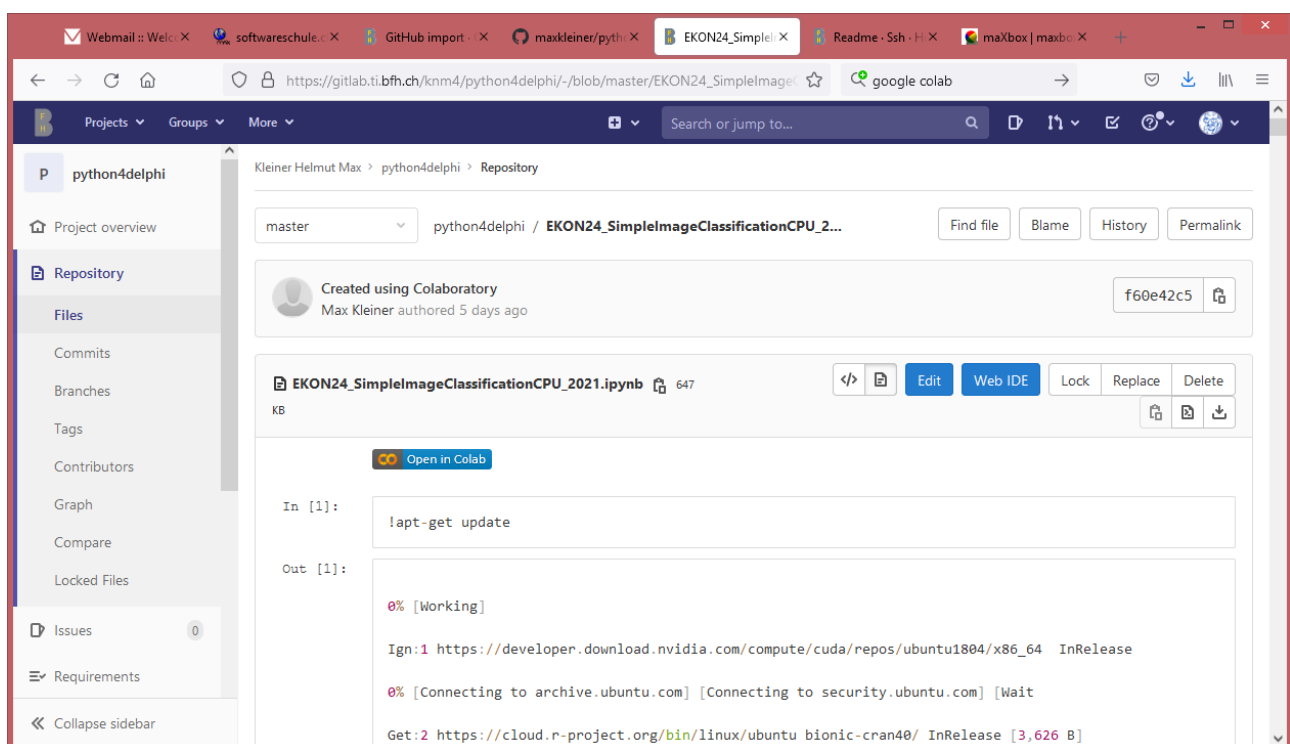 Webmail :: Welc softwareschule.c GitHub import · maxkleiner/pyth EKON24_SimpleI Readme · Ssh · H maXbox | maxbo
https://gitlab.ti.bfh.ch/knm4/python4delphi/-/blob/master/EKON24_SimpleImageC google colab
Projects Groups More Search or jump to...
P python4delphi
Kleiner Helmut Max > python4delphi > Repository
Project overview
master python4delphi / EKON24_SimpleImageClassificationCPU_2... Find file Blame History Permalink
Repository
Created using Colaboratory
Max Kleiner authored 5 days ago
f60e42c5
Files
Commits
Branches
Tags
Contributors
Graph
Compare
Locked Files
Issues 0
Requirements
Collapse sidebar
EKON24_SimpleImageClassificationCPU_2021.ipynb 647
KB
</> Edit Web IDE Lock Replace Delete
CO Open in Colab
In [1]:
!apt-get update
Out [1]:
0% [Working]
Ign:1 https://developer.download.nvidia.com/compute/cuda/repos/ubuntu1804/x86_64 InRelease
0% [Connecting to archive.ubuntu.com] [Connecting to security.ubuntu.com] [Wait
Get:2 https://cloud.r-project.org/bin/linux/ubuntu bionic-cran40/ InRelease [3,626 B]